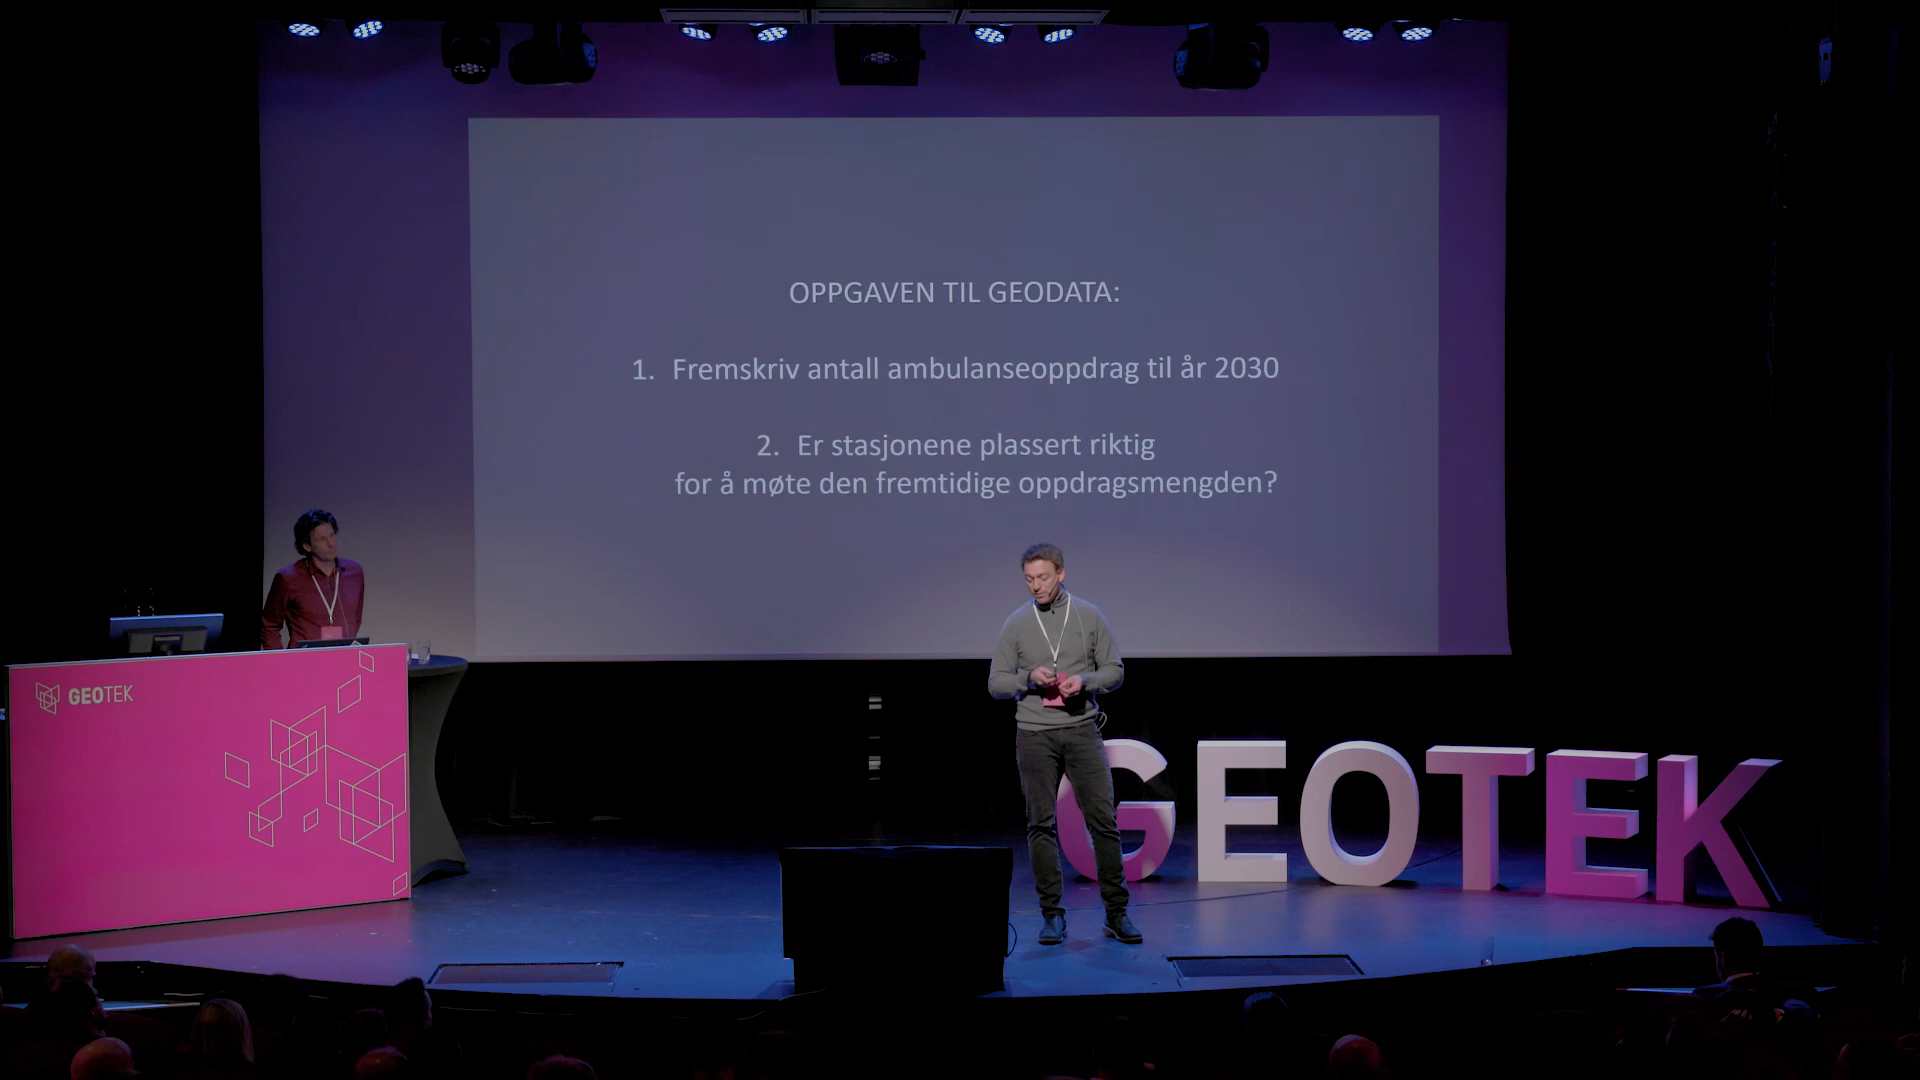 OPPGAVEN TIL GEODATA:
1. Fremskriv antall ambulanseoppdrag til år 2030
2. Er stasjonene plassert riktig
for å møte den fremtidige oppdragsmengden?
GEOTEK
GEOTEK